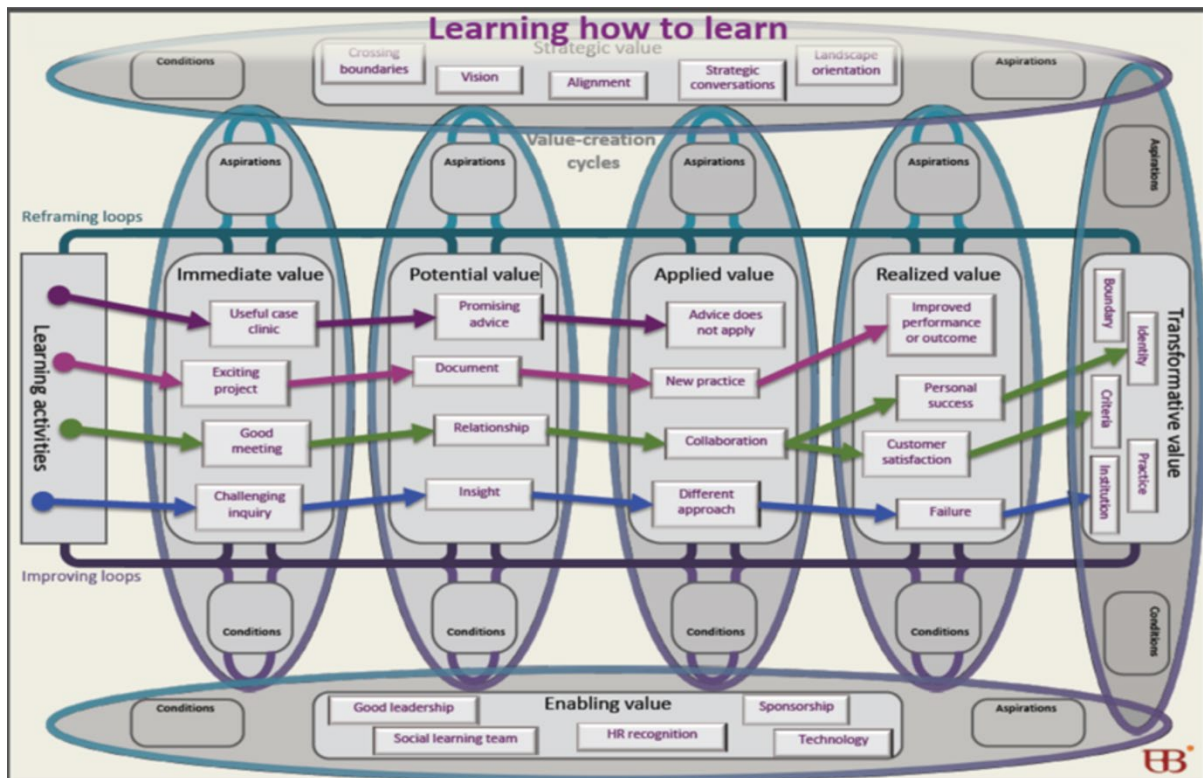 Learning how to learn
Strategic value
Conditions
Crossing
boundaries
Vision
Alignment
Strategic
conversations
Landscape
orientation
Aspirations
Value-creation
cycles
Aspirations
Aspirations
Aspirations
Aspirations
Aspirations
Reframing loops
Learning activities
Immediate value
Useful case
clinic
Exciting
project
Good
meeting
Challenging
inquiry
Potential value
Promising
advice
Document
Relationship
Insight
Applied value
Advice does
not apply
New practice
Collaboration
Different
approach
Realized value
Improved
performance
or outcome
Personal
success
Customer
satisfaction
Failure
Transformative value
Boundary
Identity
Criteria
Practice
Institution
Improving loops
Conditions
Conditions
Conditions
Conditions
Conditions
Conditions
Enabling value
Good leadership
Social learning team
HR recognition
Sponsorship
Technology
Aspirations